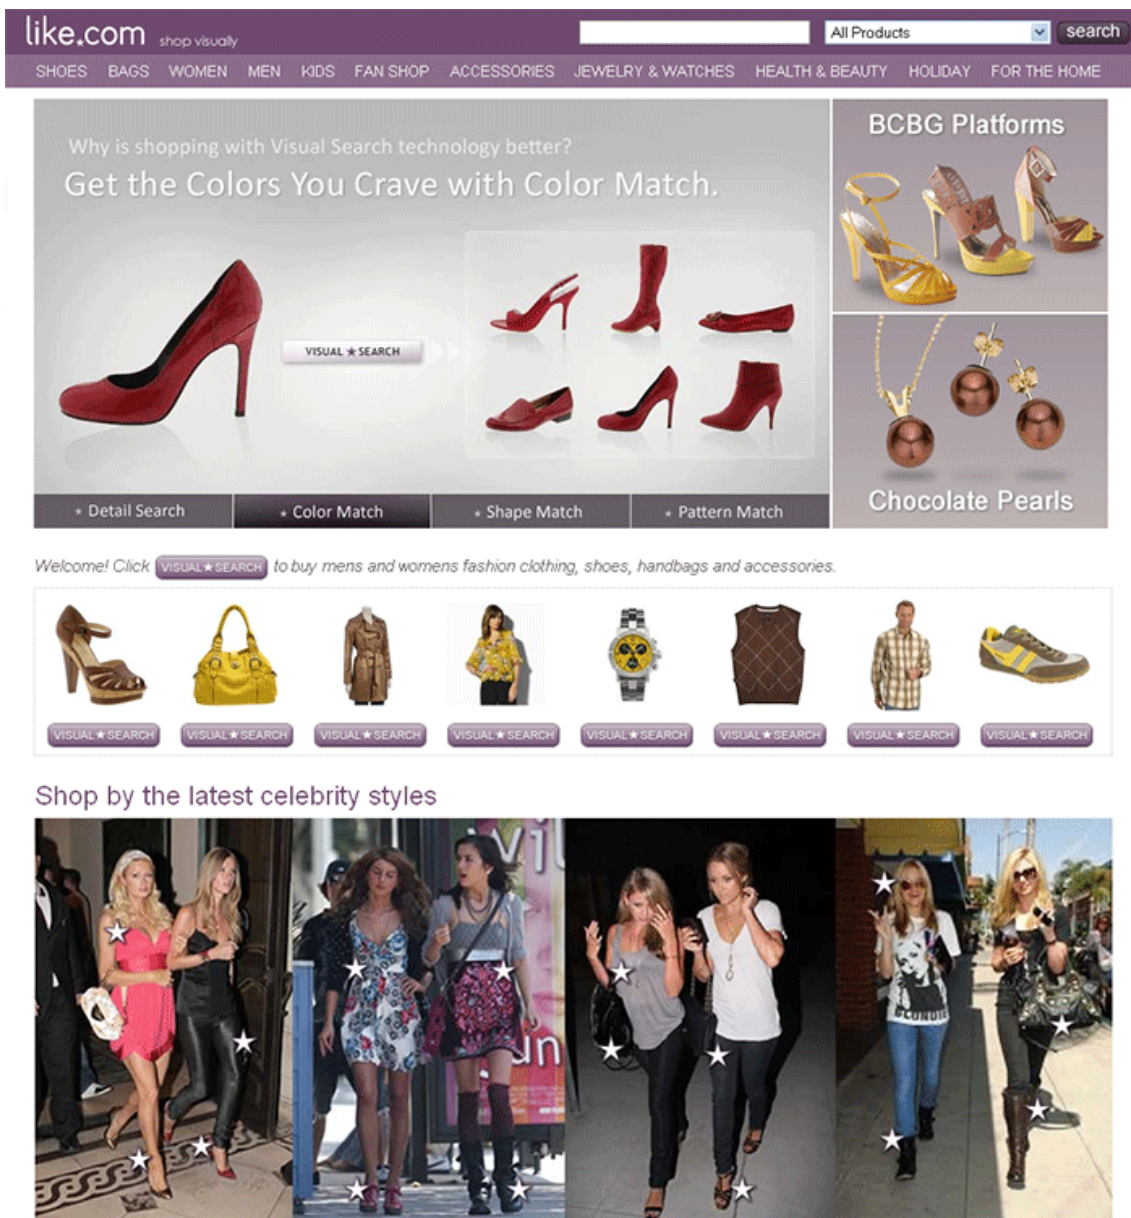 like.com shop visually
All Products
search
SHOES BAGS WOMEN MEN KIDS FAN SHOP ACCESSORIES JEWELRY & WATCHES HEALTH & BEAUTY HOLIDAY FOR THE HOME
Why is shopping with Visual Search technology better?
Get the Colors You Crave with Color Match.
VISUAL★SEARCH
★ Detail Search
★ Color Match
★ Shape Match
★ Pattern Match
BCBG Platforms
Chocolate Pearls
Welcome! Click VISUAL★SEARCH to buy mens and womens fashion clothing, shoes, handbags and accessories.
VISUAL★SEARCH VISUAL★SEARCH VISUAL★SEARCH VISUAL★SEARCH VISUAL★SEARCH VISUAL★SEARCH VISUAL★SEARCH VISUAL★SEARCH
Shop by the latest celebrity styles
un
BLONDIE